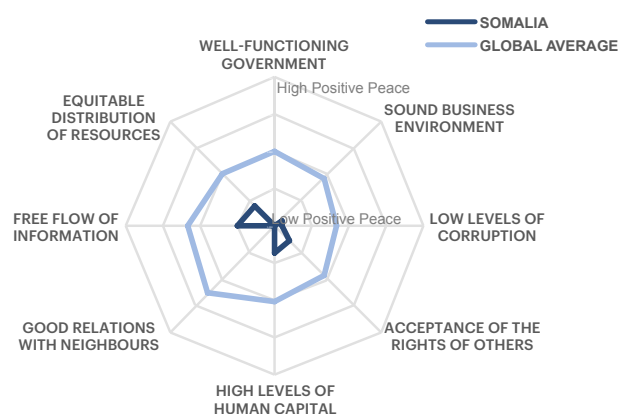 SOMALIA
GLOBAL AVERAGE
WELL-FUNCTIONING
GOVERNMENT
High Positive Peace
EQUITABLE
DISTRIBUTION
OF RESOURCES
SOUND BUSINESS
ENVIRONMENT
FREE FLOW OF
INFORMATION
Low Positive Peace
LOW LEVELS OF
CORRUPTION
GOOD RELATIONS
WITH NEIGHBOURS
ACCEPTANCE OF THE
RIGHTS OF OTHERS
HIGH LEVELS OF
HUMAN CAPITAL